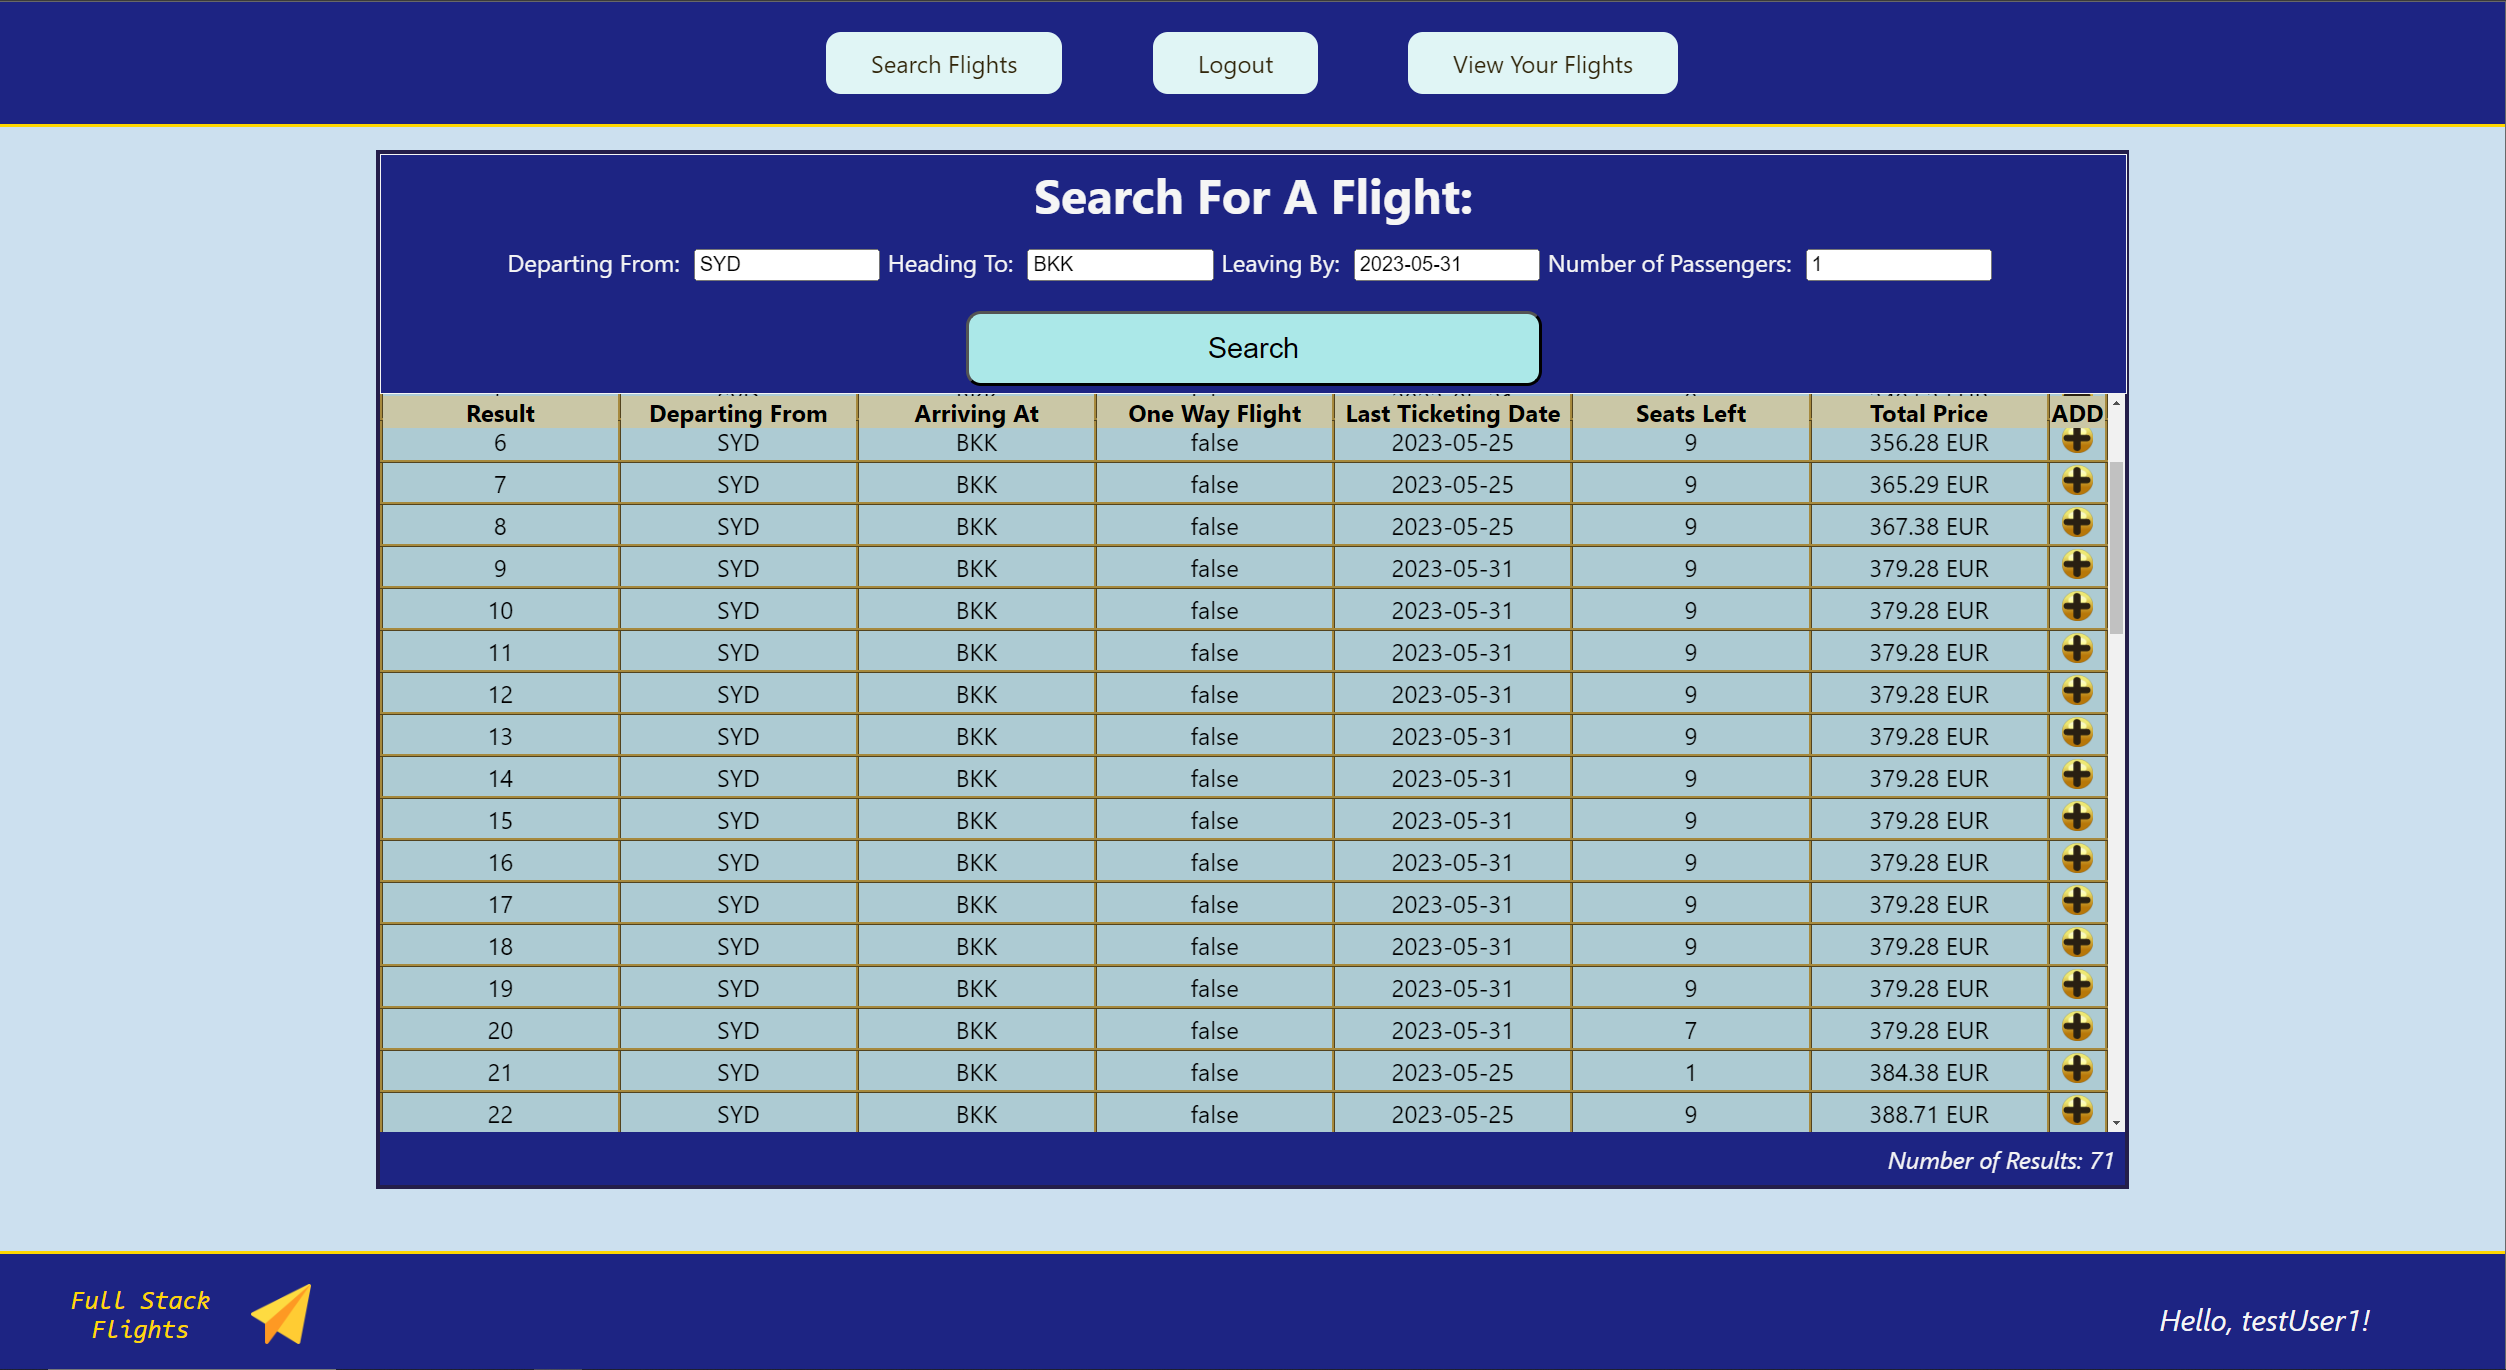 Search Flights Logout View Your Flights
Search For A Flight:
Departing From: SYD Heading To: BKK Leaving By: 2023-05-31 Number of Passengers: 1
Search
Result Departing From Arriving At One Way Flight Last Ticketing Date Seats Left Total Price ADD
6 SYD BKK false 2023-05-25 9 356.28 EUR
7 SYD BKK false 2023-05-25 9 365.29 EUR
8 SYD BKK false 2023-05-25 9 367.38 EUR
9 SYD BKK false 2023-05-31 9 379.28 EUR
10 SYD BKK false 2023-05-31 9 379.28 EUR
11 SYD BKK false 2023-05-31 9 379.28 EUR
12 SYD BKK false 2023-05-31 9 379.28 EUR
13 SYD BKK false 2023-05-31 9 379.28 EUR
14 SYD BKK false 2023-05-31 9 379.28 EUR
15 SYD BKK false 2023-05-31 9 379.28 EUR
16 SYD BKK false 2023-05-31 9 379.28 EUR
17 SYD BKK false 2023-05-31 9 379.28 EUR
18 SYD BKK false 2023-05-31 9 379.28 EUR
19 SYD BKK false 2023-05-31 9 379.28 EUR
20 SYD BKK false 2023-05-31 7 379.28 EUR
21 SYD BKK false 2023-05-25 1 384.38 EUR
22 SYD BKK false 2023-05-25 9 388.71 EUR
Number of Results: 71
Full Stack
Flights
Hello, testUser1!